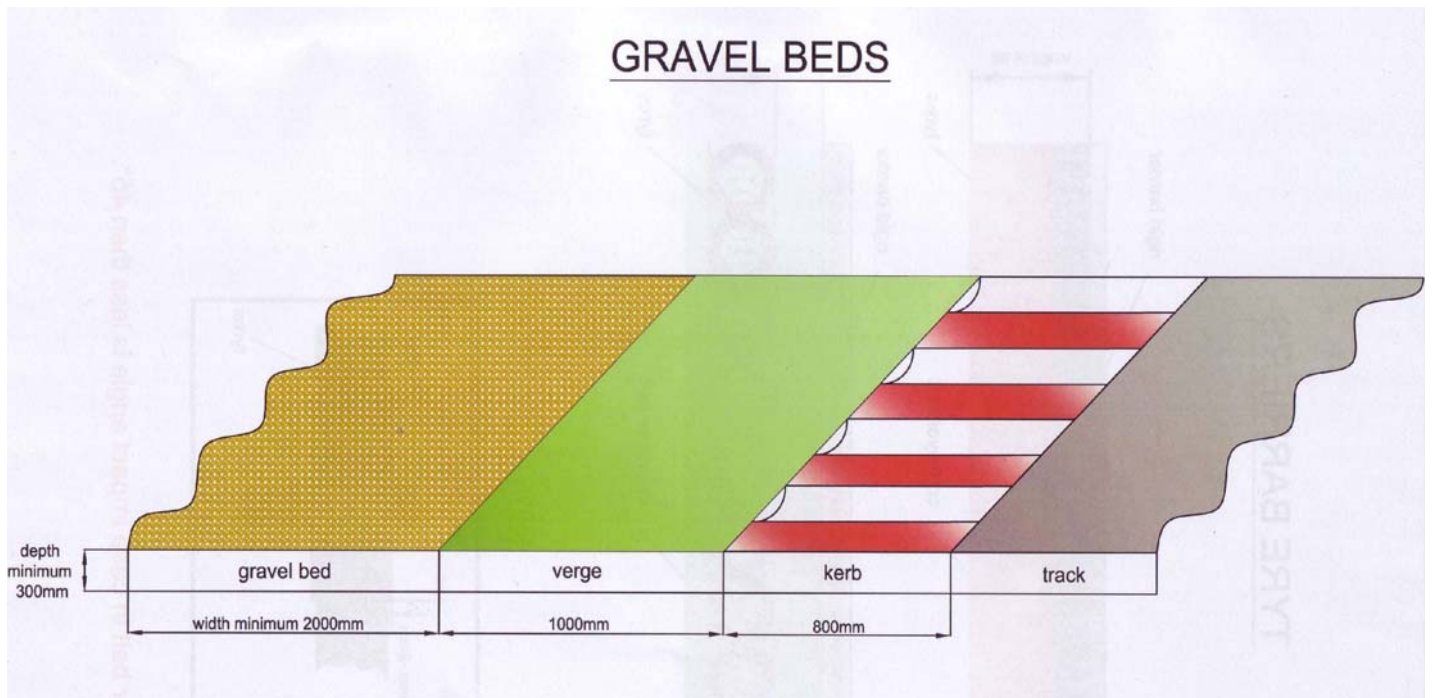 GRAVEL BEDS
depth
minimum
300mm
gravel bed
verge
kerb
track
width minimum 2000mm
1000mm
800mm